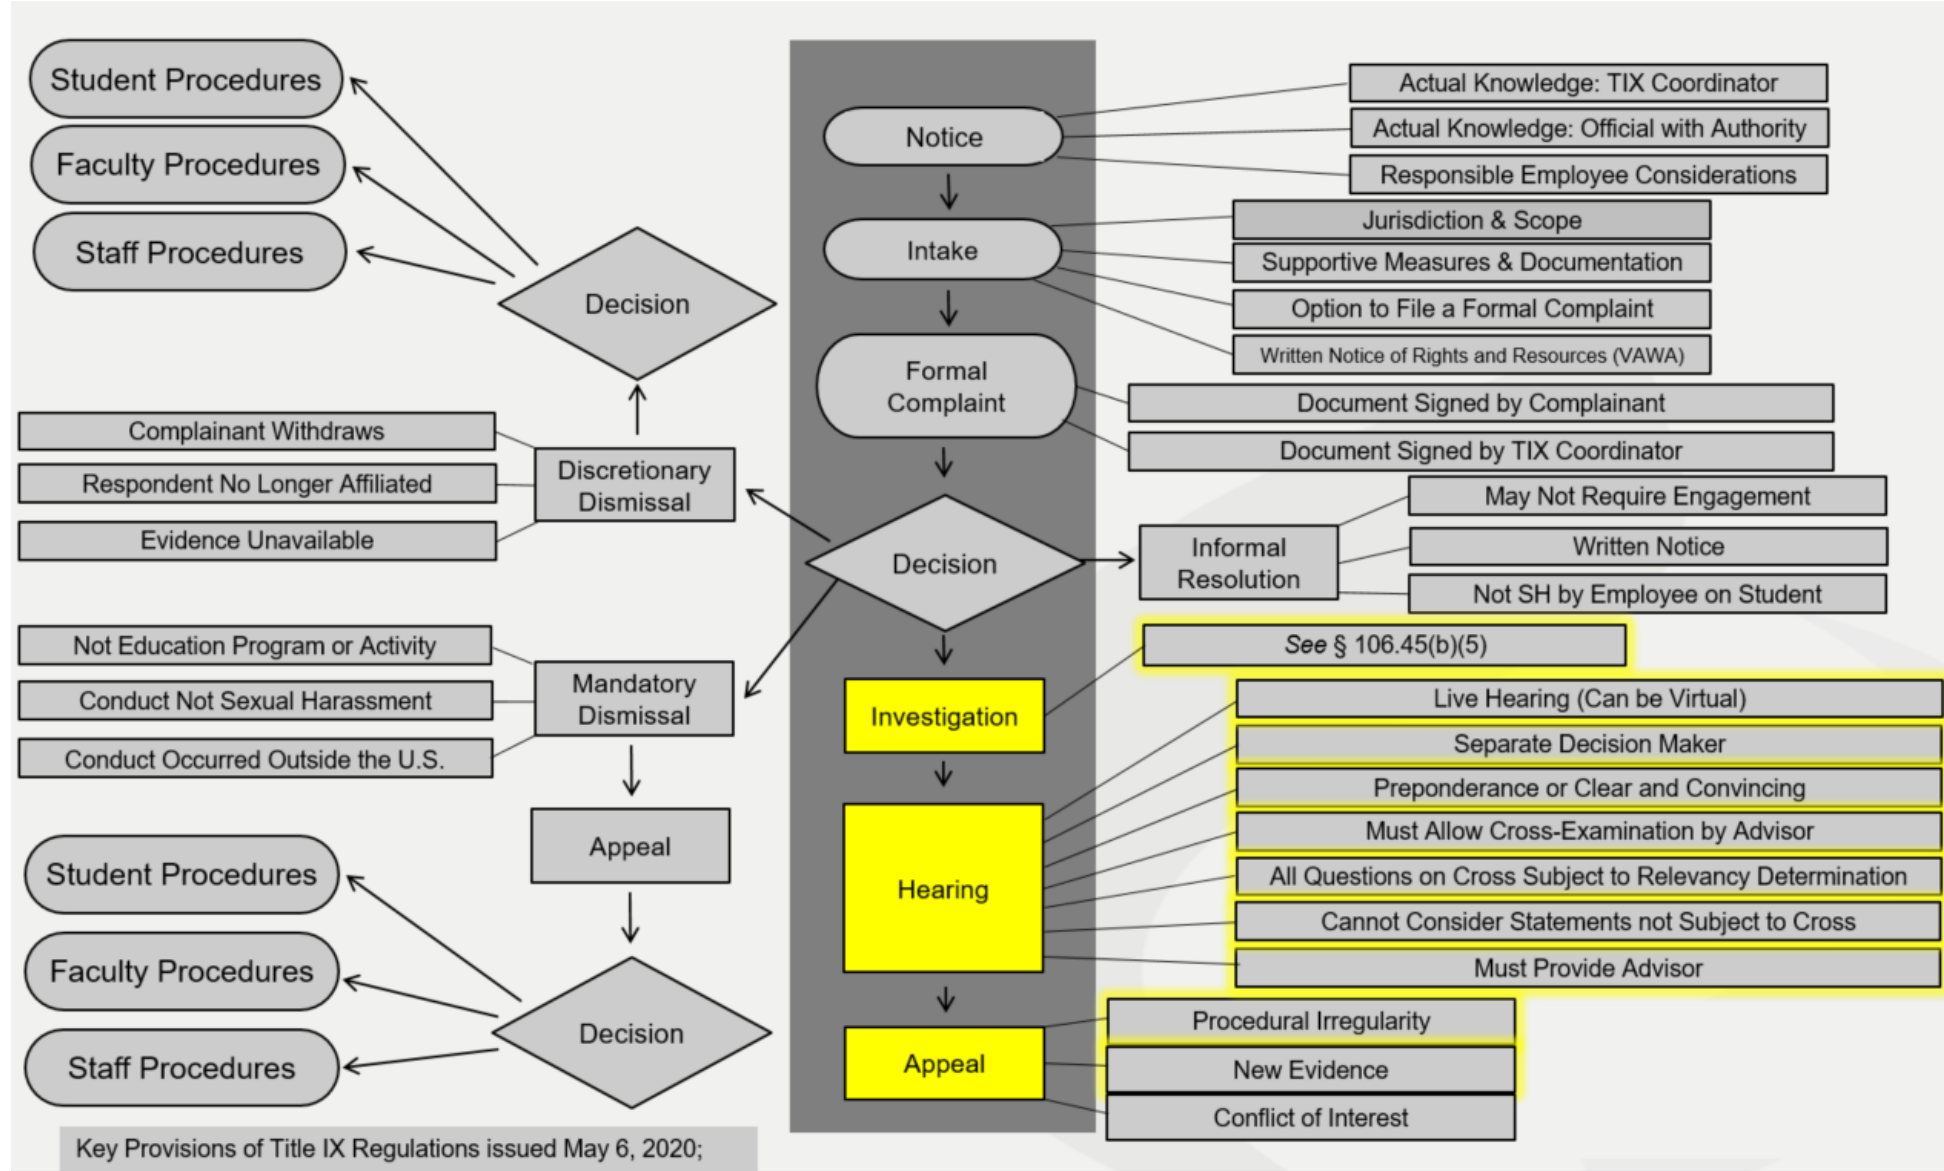 Student Procedures
Faculty Procedures
Staff Procedures
Decision
Complainant Withdraws
Respondent No Longer Affiliated
Evidence Unavailable
Discretionary
Dismissal
Not Education Program or Activity
Conduct Not Sexual Harassment
Conduct Occurred Outside the U.S.
Mandatory
Dismissal
Appeal
Student Procedures
Faculty Procedures
Staff Procedures
Decision
Key Provisions of Title IX Regulations issued May 6, 2020;
Notice
Actual Knowledge: TIX Coordinator
Actual Knowledge: Official with Authority
Responsible Employee Considerations
Intake
Jurisdiction & Scope
Supportive Measures & Documentation
Option to File a Formal Complaint
Written Notice of Rights and Resources (VAWA)
Formal
Complaint
Document Signed by Complainant
Document Signed by TIX Coordinator
Decision
Informal
Resolution
May Not Require Engagement
Written Notice
Not SH by Employee on Student
Investigation
See § 106.45(b)(5)
Hearing
Live Hearing (Can be Virtual)
Separate Decision Maker
Preponderance or Clear and Convincing
Must Allow Cross-Examination by Advisor
All Questions on Cross Subject to Relevancy Determination
Cannot Consider Statements not Subject to Cross
Must Provide Advisor
Appeal
Procedural Irregularity
New Evidence
Conflict of Interest